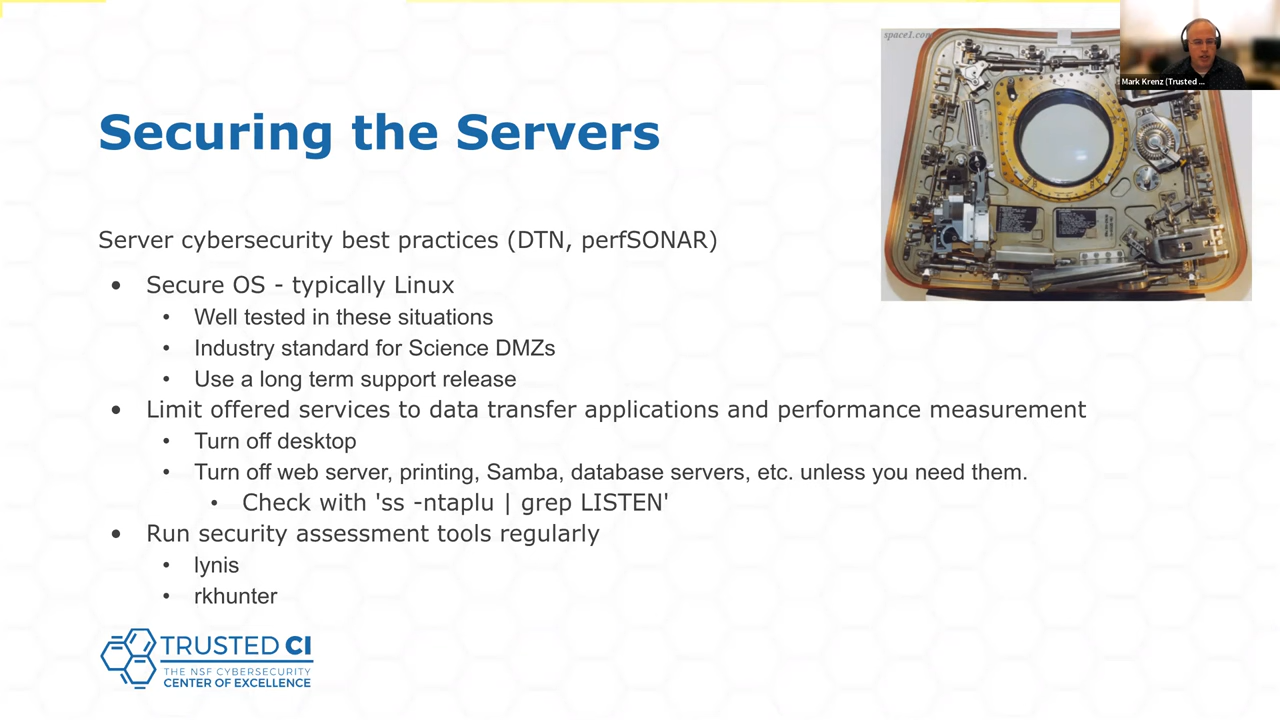 space1.com
Mark Krenz (Trusted ...
Securing the Servers
Server cybersecurity best practices (DTN, perfSONAR)
• Secure OS - typically Linux
• Well tested in these situations
• Industry standard for Science DMZs
• Use a long term support release
• Limit offered services to data transfer applications and performance measurement
• Turn off desktop
• Turn off web server, printing, Samba, database servers, etc. unless you need them.
• Check with 'ss -ntaplu | grep LISTEN'
• Run security assessment tools regularly
• lynis
• rkhunter
TRUSTED CI
THE NSF CYBERSECURITY
CENTER OF EXCELLENCE